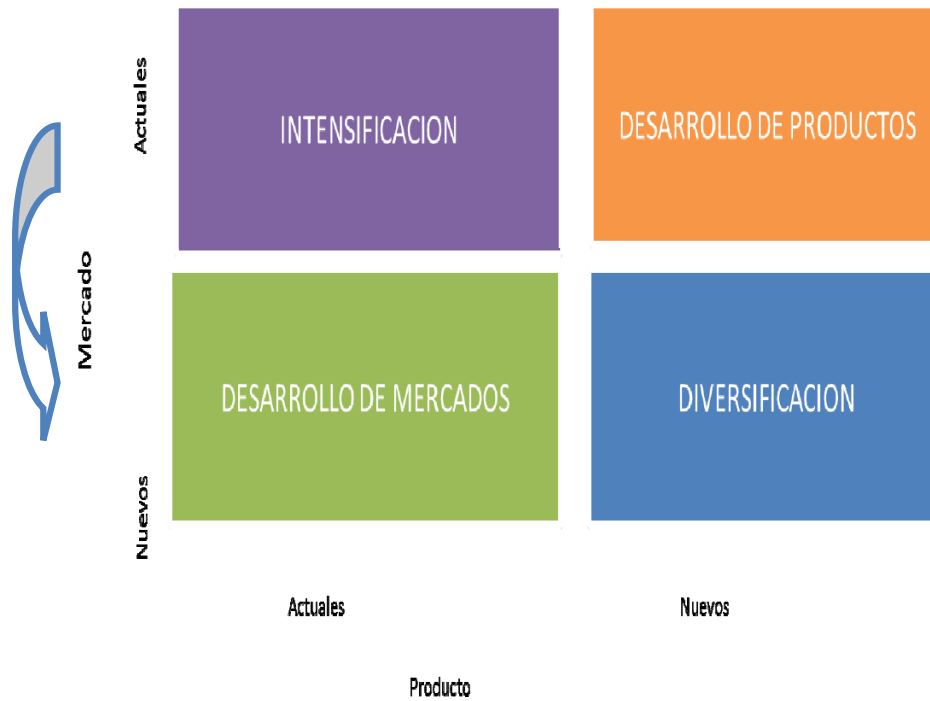 Actuales
INTENSIFICACION
DESARROLLO DE PRODUCTOS
Mercado
DESARROLLO DE MERCADOS
DIVERSIFICACION
Nuevos
Actuales
Nuevos
Producto